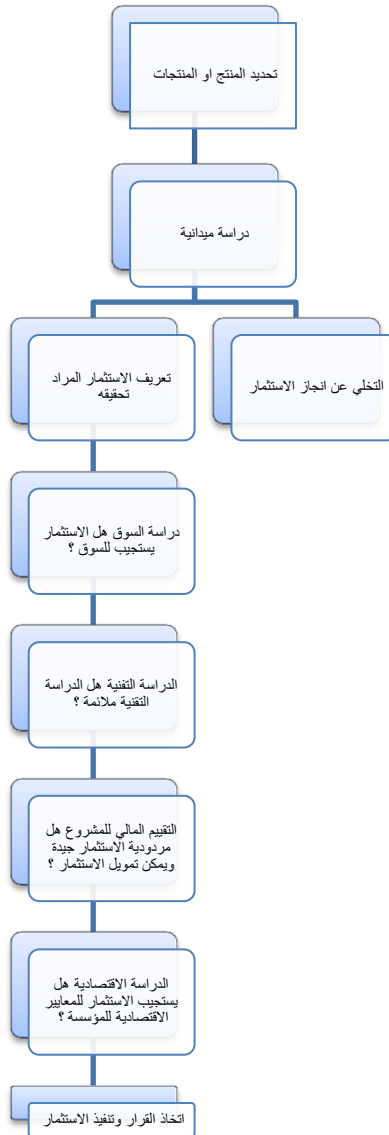 تحديد المنتج او المنتجات
دراسة ميدانية
التخلي عن انجاز الاستثمار
تعريف الاستثمار المراد
تحقيقه
دراسة السوق هل الاستثمار
يستجيب للسوق ؟
الدراسة التفنية هل الدراسة
التقنية ملائمة ؟
التقييم المالي للمشروع هل
مردودية الاستثمار جيدة
ويمكن تمويل الاستثمار ؟
الدراسة الاقتصادية هل
يستجيب الاستثمار للمعايير
الاقتصادية للمؤسسة ؟
اتخاذ القرار وتنفيذ الاستثمار